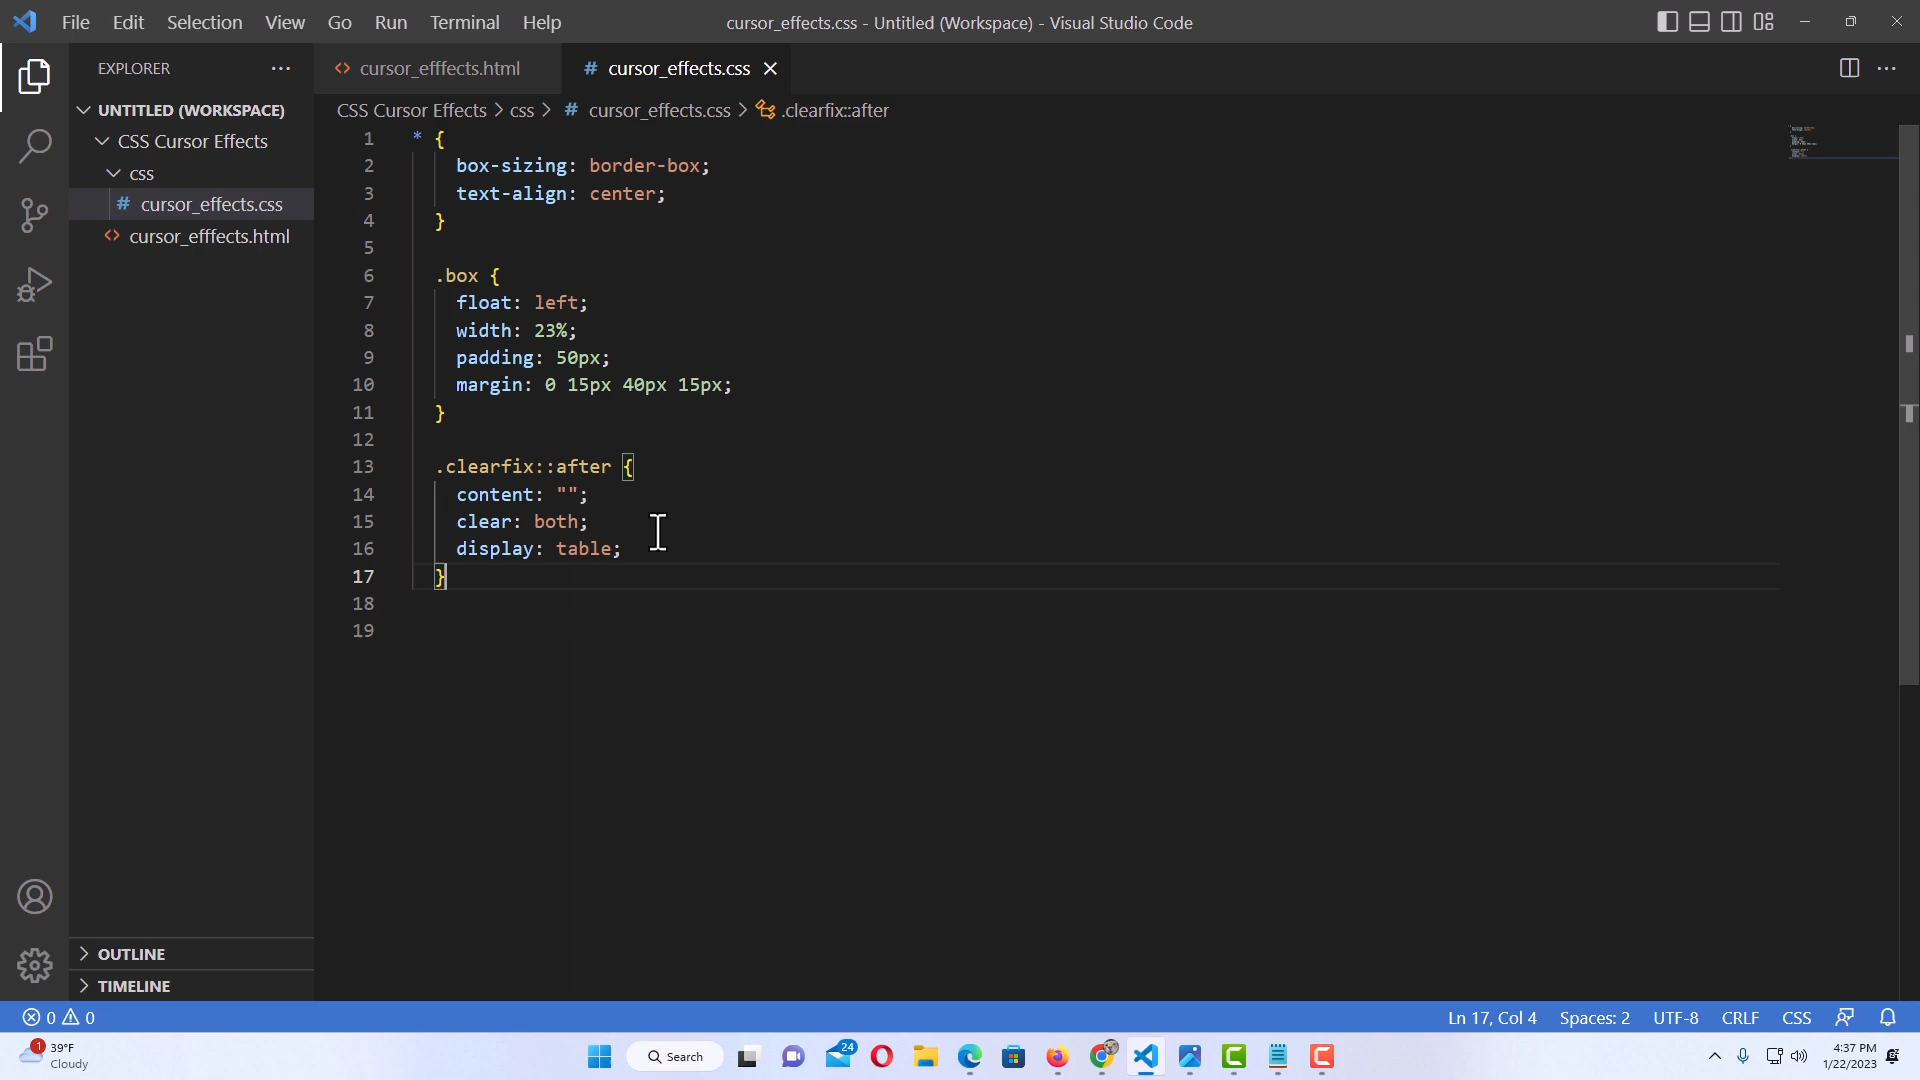 File Edit Selection View Go Run Terminal Help
cursor_effects.css - Untitled (Workspace) - Visual Studio Code
EXPLORER
UNTITLED (WORKSPACE)
CSS Cursor Effects
css
# cursor_effects.css
<> cursor_efffects.html
OUTLINE
TIMELINE
<> cursor_efffects.html
# cursor_effects.css
CSS Cursor Effects > css > # cursor_effects.css > .clearfix::after
1 * {
2 box-sizing: border-box;
3 text-align: center;
4 }
5
6 .box {
7 float: left;
8 width: 23%;
9 padding: 50px;
10 margin: 0 15px 40px 15px;
11 }
12
13 .clearfix::after {
14 content: "";
15 clear: both;
16 display: table;
17 }
18
19
0 0
Ln 17, Col 4 Spaces: 2 UTF-8 CRLF CSS
1
39°F
Cloudy
Search
24
4:37 PM
1/22/2023